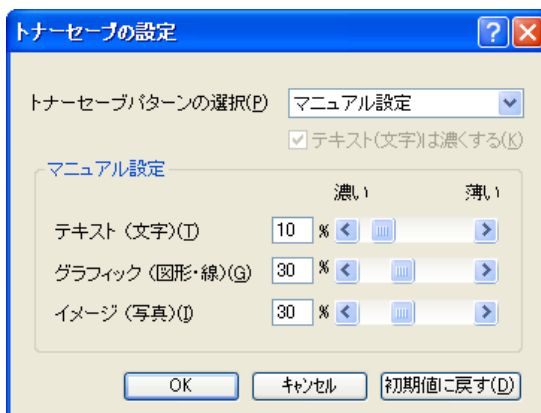 トナーセーブの設定
トナーセーブパターンの選択(P) マニュアル設定
テキスト(文字)は濃くする(K)
マニュアル設定
濃い 薄い
テキスト (文字)(T) 10 %
グラフィック (図形・線)(G) 30 %
イメージ (写真)(I) 30 %
OK キャンセル 初期値に戻す(D)